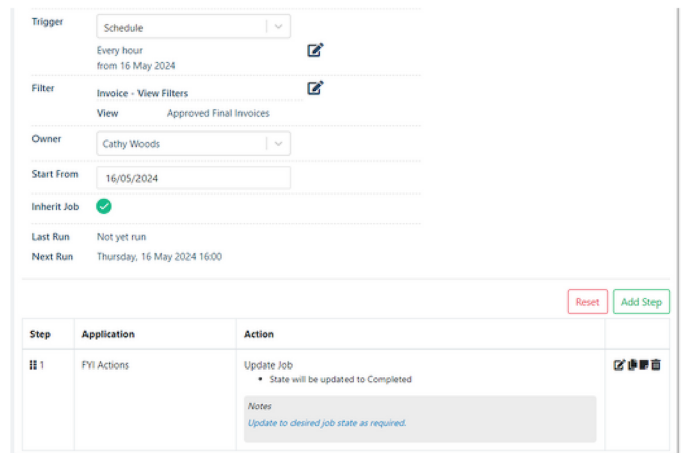 Trigger
Schedule
Every hour
from 16 May 2024
Filter
Invoice - View Filters
View Approved Final Invoices
Owner
Cathy Woods
Start From
16/05/2024
Inherit Job
Last Run Not yet run
Next Run Thursday, 16 May 2024 16:00
Reset Add Step
Step Application Action
1 FYI Actions Update Job
• State will be updated to Completed
Notes
Update to desired job state as required.